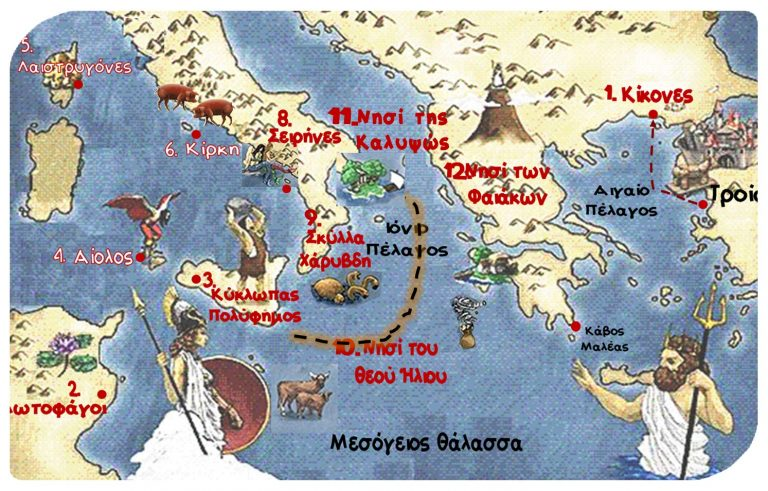 5.
Λαιστρυγόνες
1. Κίκονες
11. Νησί της
Καλυψώς
8.
Σειρήνες
6. Κίρκη
12. Νησί των
Φαιάκων
Αιγαίο
Πέλαγος
Τροία
9.
Σκύλλα
Χάρυβδη
Ιόνιο
Πέλαγος
4. Αίολος
3.
Κύκλωπας
Πολύφημος
Κάβος
Μαλέας
10. Νησί του
θεού Ήλιου
2.
Λωτοφάγοι
Μεσόγειος θάλασσα